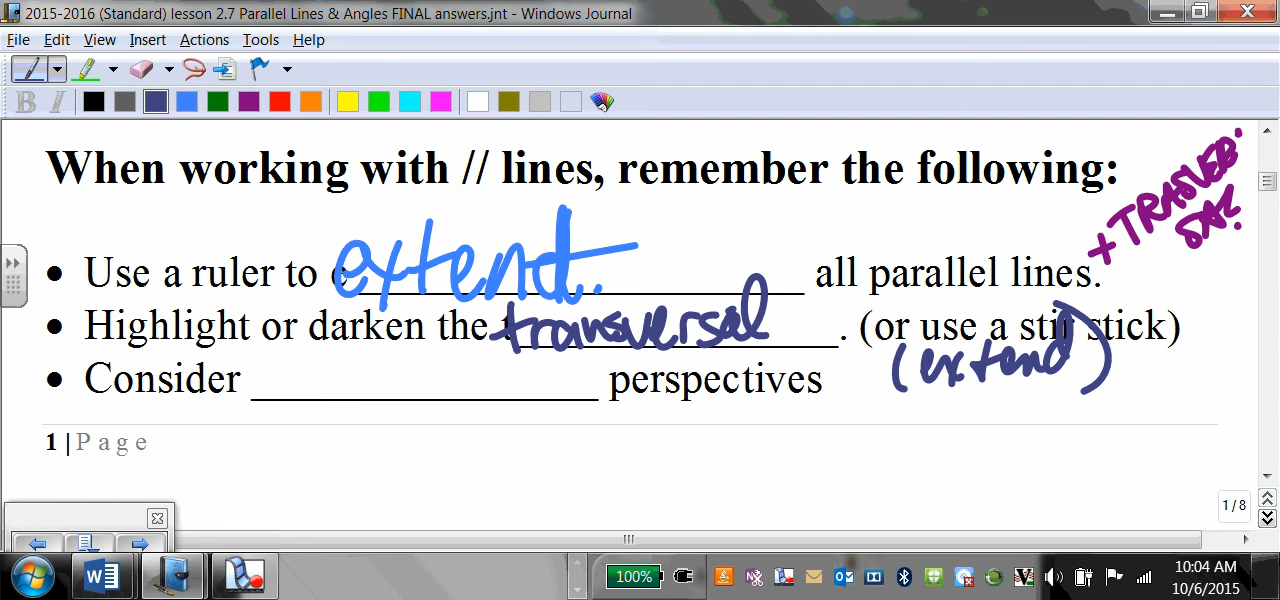 2015-2016 (Standard) lesson 2.7 Parallel Lines & Angles FINAL answers.jnt - Windows Journal
File Edit View Insert Actions Tools Help
B I
When working with // lines, remember the following:
+ TRANSVER-
SAL
• Use a ruler to extend. all parallel lines.
• Highlight or darken the transversal. (or use a stir stick)
(extend)
• Consider ____________ perspectives
1 | Page
1 / 8
100%
10:04 AM
10/6/2015